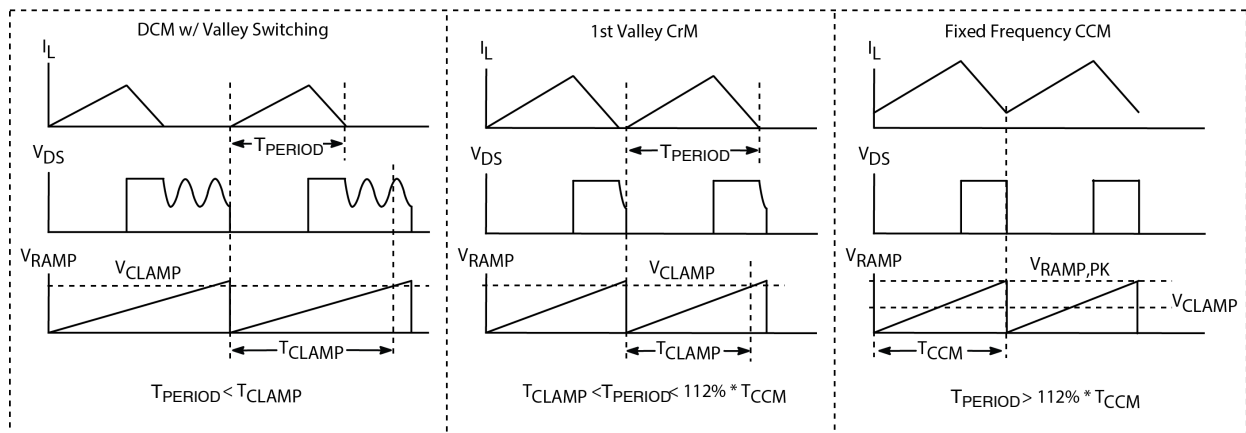 DCM w/ Valley Switching
I_L
T_PERIOD
V_DS
V_RAMP
V_CLAMP
T_CLAMP
T_PERIOD < T_CLAMP
1st Valley CrM
I_L
T_PERIOD
V_DS
V_RAMP
V_CLAMP
T_CLAMP
T_CLAMP < T_PERIOD < 112% * T_CCM
Fixed Frequency CCM
I_L
V_DS
V_RAMP
V_RAMP,PK
V_CLAMP
T_CCM
T_PERIOD > 112% * T_CCM